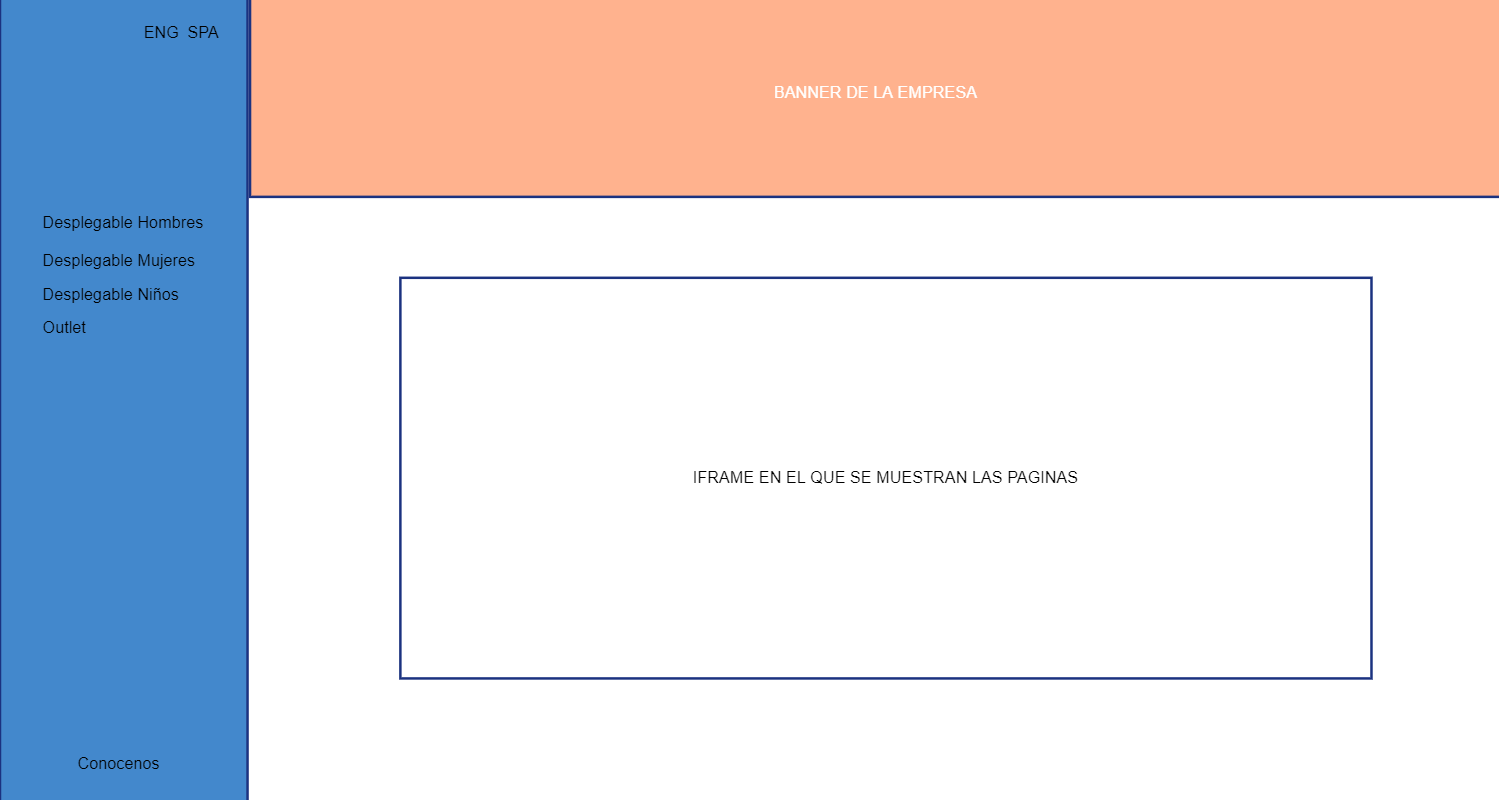 ENG SPA
BANNER DE LA EMPRESA
Desplegable Hombres
Desplegable Mujeres
Desplegable Niños
Outlet
IFRAME EN EL QUE SE MUESTRAN LAS PAGINAS
Conocenos